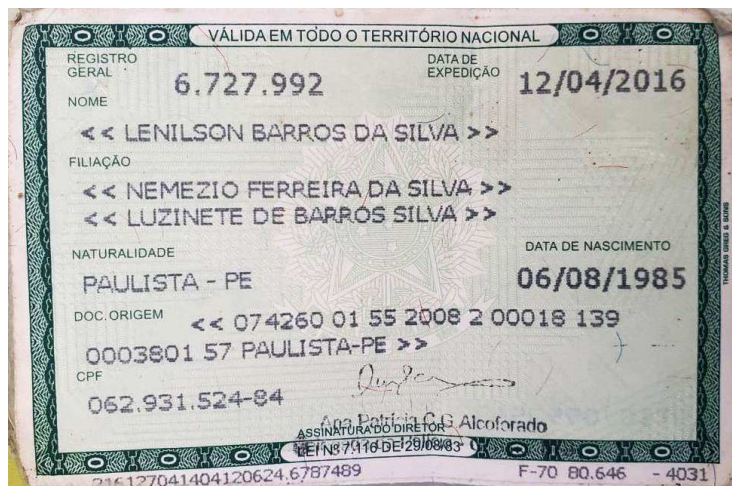 VÁLIDA EM TODO O TERRITÓRIO NACIONAL
REGISTRO GERAL 6.727.992 DATA DE EXPEDIÇÃO 12/04/2016
NOME
<< LENILSON BARROS DA SILVA >>
FILIAÇÃO
<< NEMEZIO FERREIRA DA SILVA >>
<< LUZINETE DE BARROS SILVA >>
NATURALIDADE DATA DE NASCIMENTO
PAULISTA - PE 06/08/1985
DOC.ORIGEM << 074260 01 55 2008 2 00018 139
0003801 57 PAULISTA-PE >>
CPF
062.931.524-84
Ana Patrícia C.G Alcoforado
ASSINATURA DO DIRETOR
LEI Nº 7.116 DE 29/08/83
216127041404120624.6787489 F-70 80.646 - 4031
THOMAS GREG & SONS